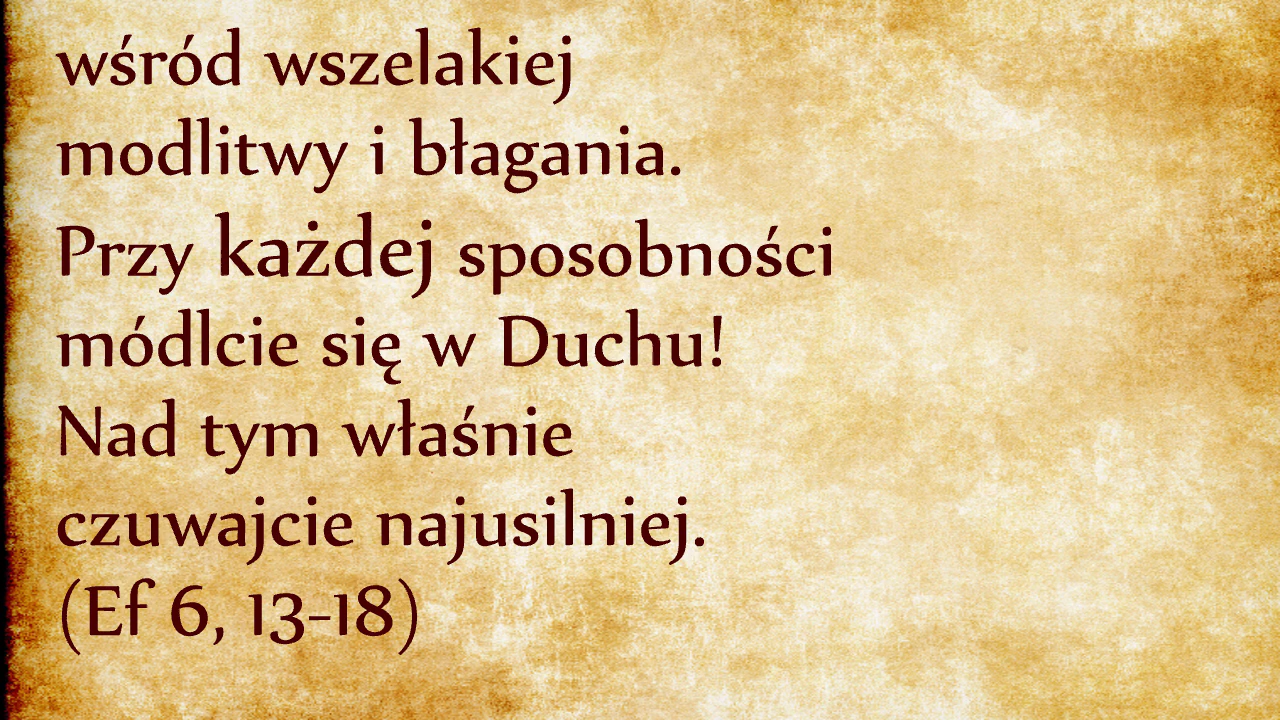 wśród wszelakiej
modlitwy i błagania.
Przy każdej sposobności
módlcie się w Duchu!
Nad tym właśnie
czuwajcie najusilniej.
(Ef 6, 13-18)